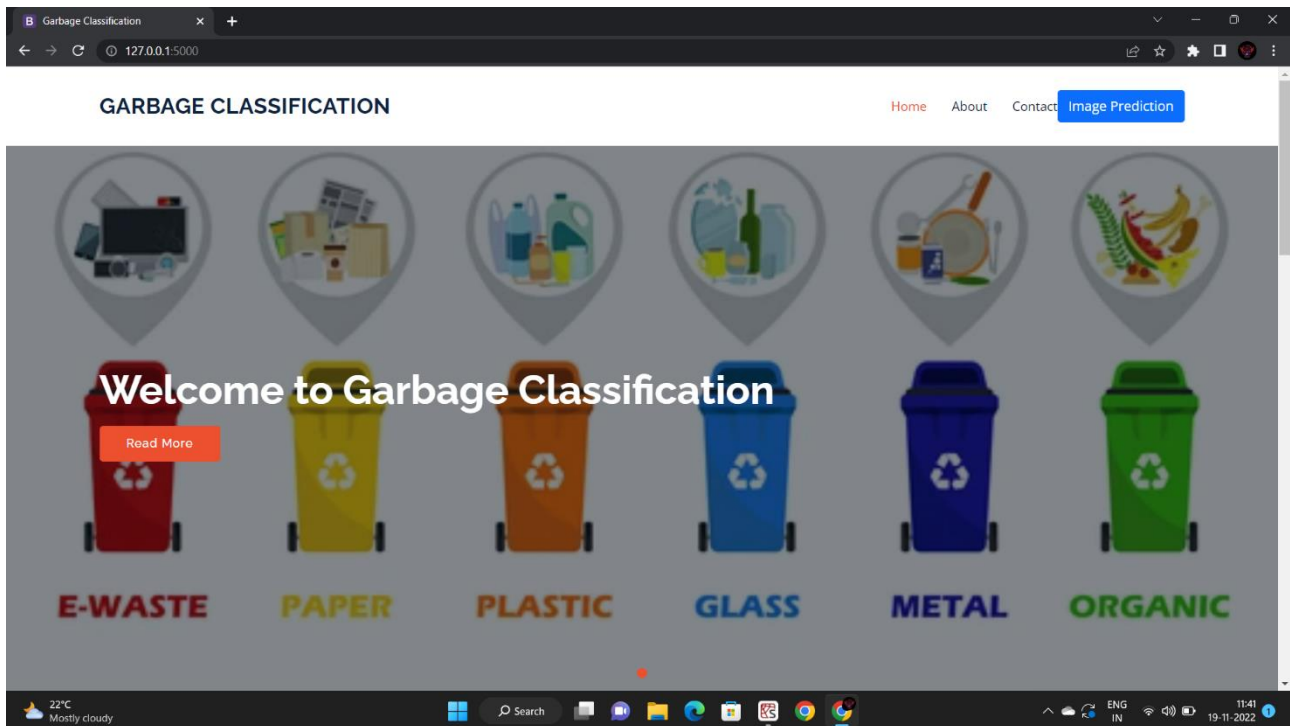 B Garbage Classification
127.0.0.1:5000
GARBAGE CLASSIFICATION
Home About Contact Image Prediction
Welcome to Garbage Classification
Read More
E-WASTE PAPER PLASTIC GLASS METAL ORGANIC
22°C
Mostly cloudy
Search
ENG
IN
11:41
19-11-2022
1